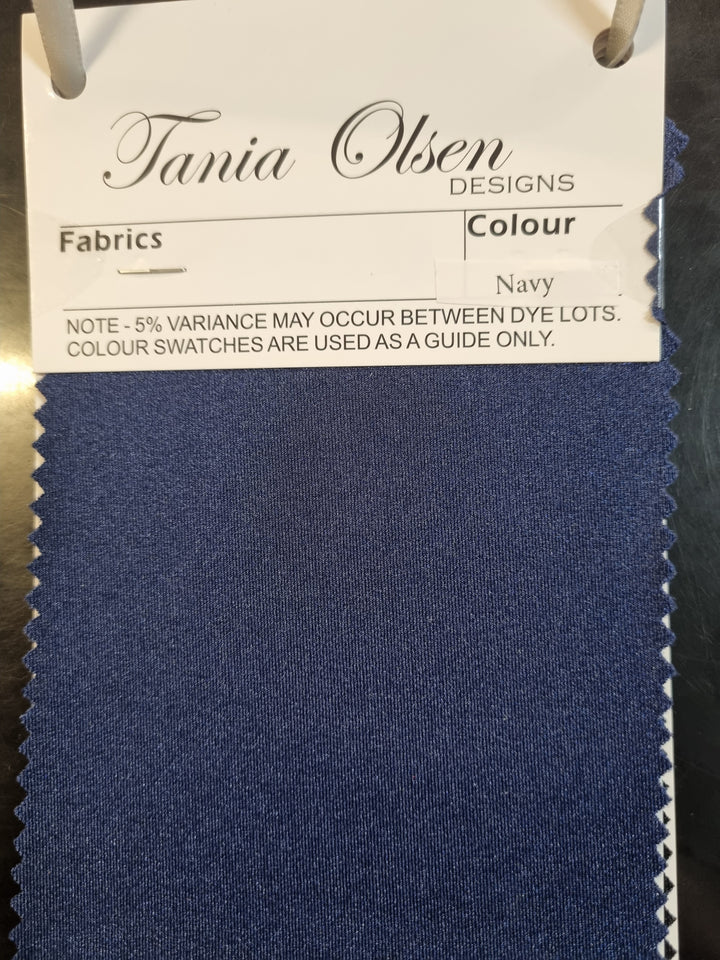 Tania Olsen
DESIGNS
Fabrics
Colour
Navy
NOTE - 5% VARIANCE MAY OCCUR BETWEEN DYE LOTS.
COLOUR SWATCHES ARE USED AS A GUIDE ONLY.